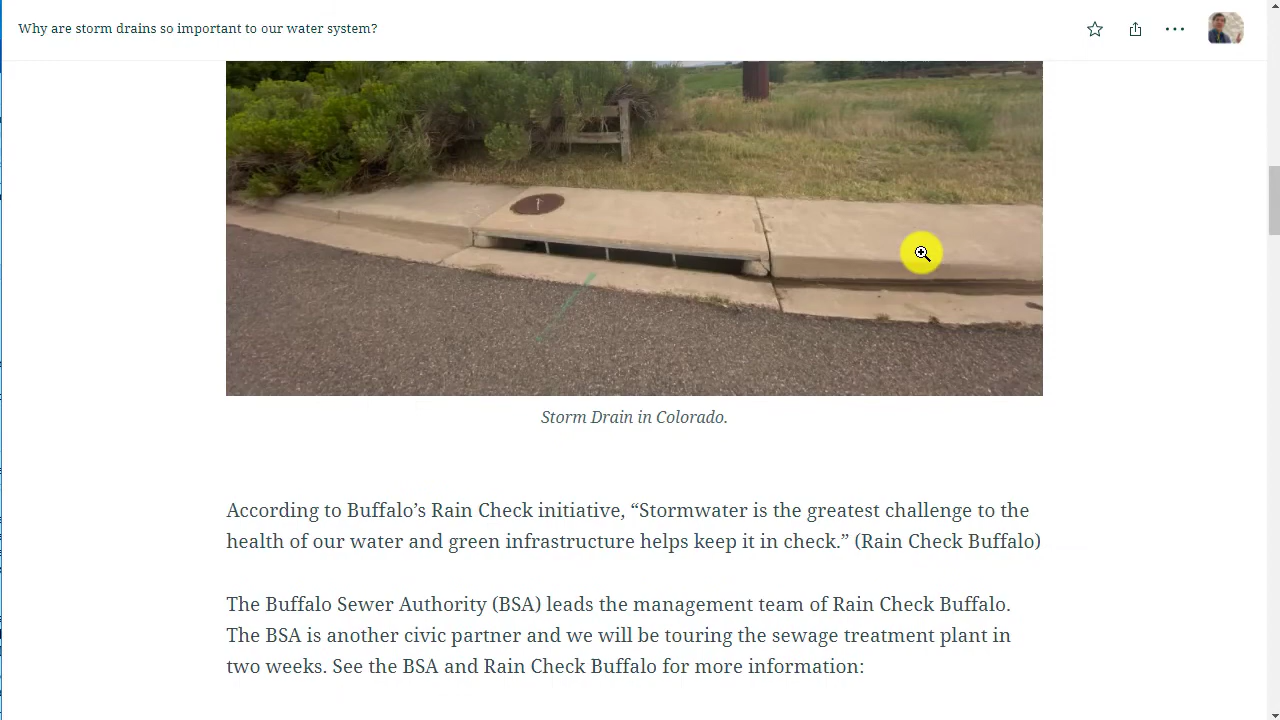 Why are storm drains so important to our water system?
Storm Drain in Colorado.
According to Buffalo’s Rain Check initiative, “Stormwater is the greatest challenge to the
health of our water and green infrastructure helps keep it in check.” (Rain Check Buffalo)
The Buffalo Sewer Authority (BSA) leads the management team of Rain Check Buffalo.
The BSA is another civic partner and we will be touring the sewage treatment plant in
two weeks. See the BSA and Rain Check Buffalo for more information: